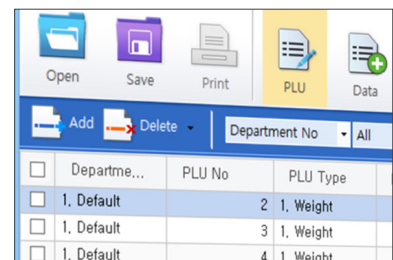 Open Save Print PLU Data
Add Delete Department No All
Departme... PLU No PLU Type
1, Default 2 1, Weight
1, Default 3 1, Weight
1, Default 4 1, Weight